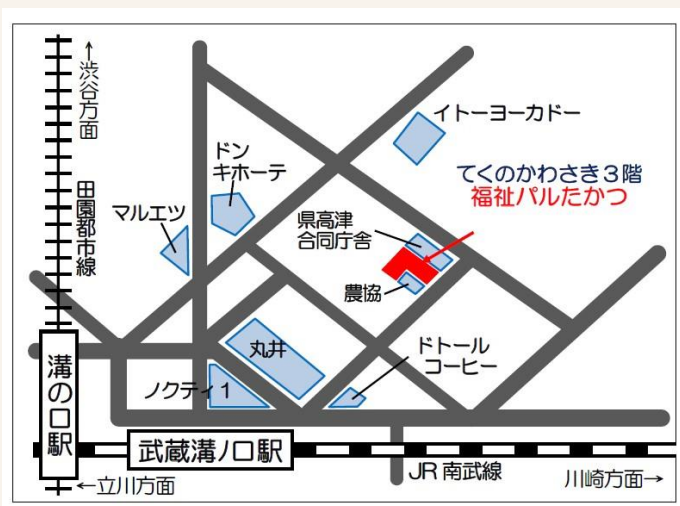 ←渋谷方面
田園都市線
イトーヨーカドー
ドン
キホーテ
てくのかわさき３階
福祉パルたかつ
マルエツ
県高津
合同庁舎
農協
丸井
ドトール
コーヒー
ノクティ１
溝の口駅
武蔵溝ノ口駅
JR 南武線
←立川方面
川崎方面→